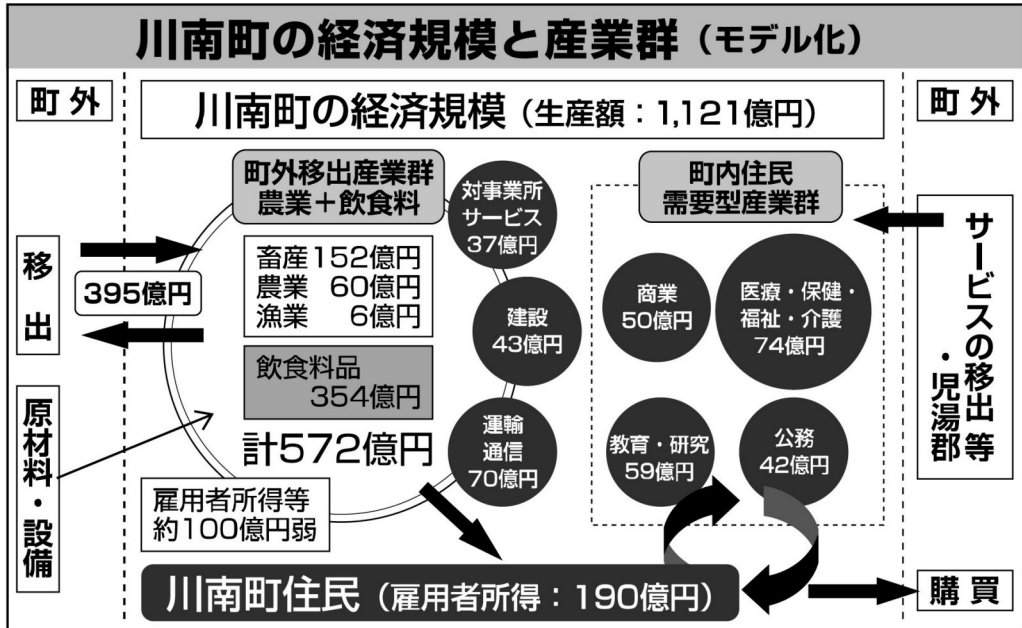 川南町の経済規模と産業群（モデル化）
町外
川南町の経済規模（生産額：1,121億円）
町外
町外移出産業群
農業＋飲食料
対事業所
サービス
37億円
町内住民
需要型産業群
移出
395億円
畜産152億円
農業 60億円
漁業 6億円
建設
43億円
商業
50億円
医療・保健・
福祉・介護
74億円
サービスの移出等
・児湯郡
飲食料品
354億円
計572億円
運輸
通信
70億円
教育・研究
59億円
公務
42億円
原材料・設備
雇用者所得等
約100億円弱
川南町住民（雇用者所得：190億円）
購買